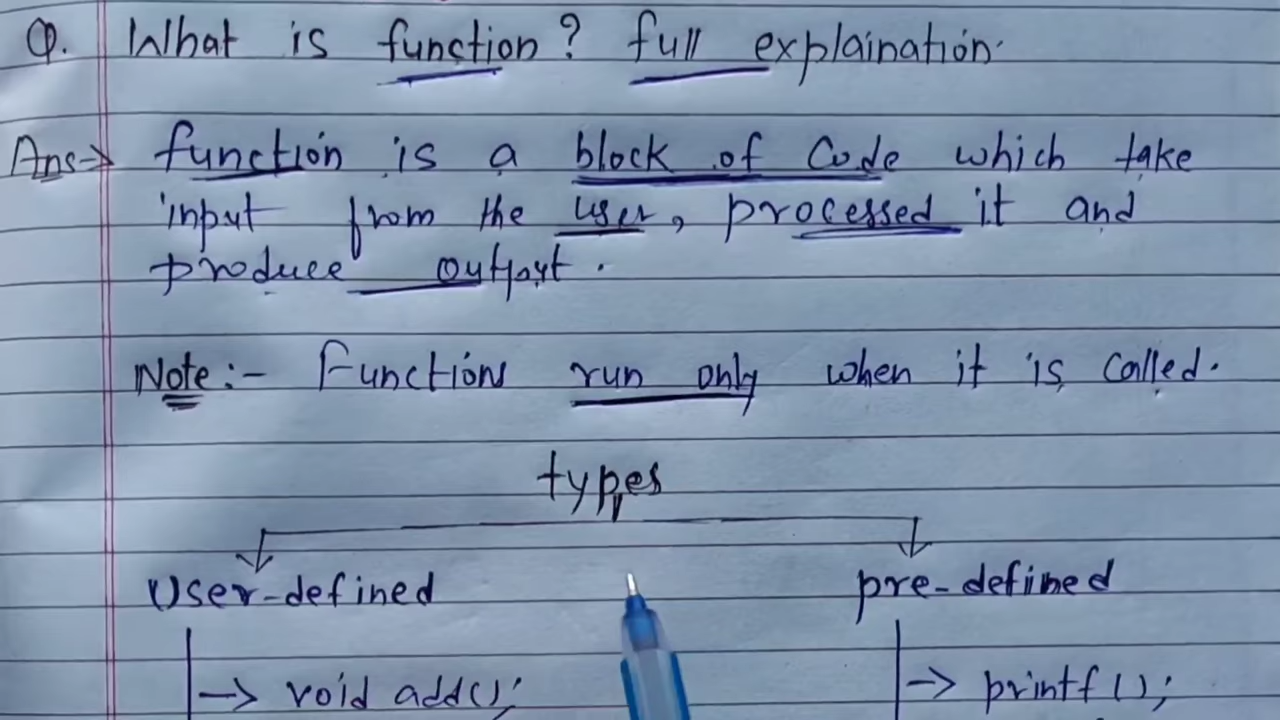 Q. What is function? full explaination.
Ans→ function is a block of Code which take
input from the user, processed it and
produce output.
Note:- Functions run only when it is called.
types
User-defined pre-defined
→ void add(); → printf();